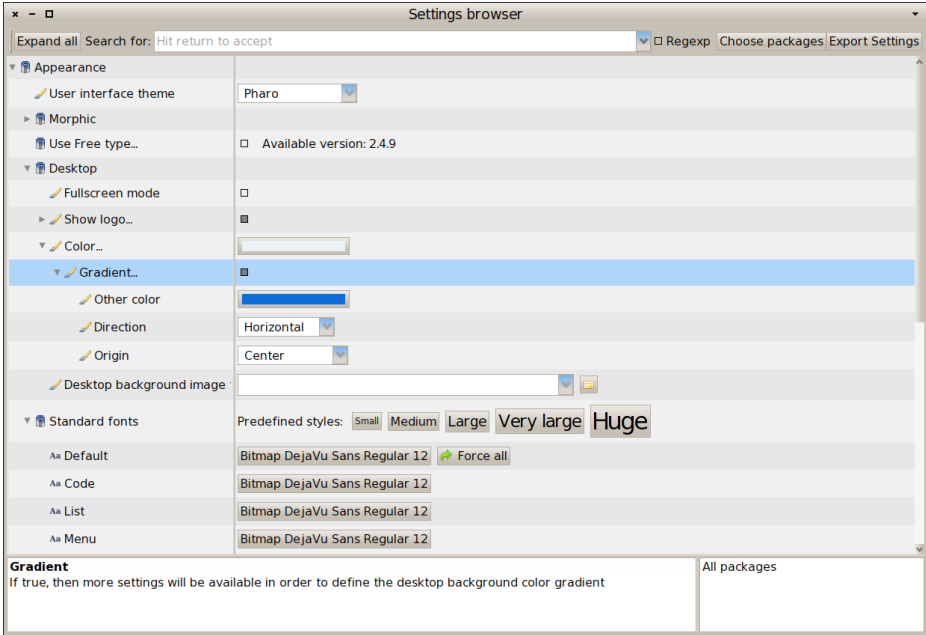 Settings browser
Expand all Search for: Hit return to accept Regexp Choose packages Export Settings
Appearance
User interface theme Pharo
Morphic
Use Free type... Available version: 2.4.9
Desktop
Fullscreen mode
Show logo...
Color...
Gradient...
Other color
Direction Horizontal
Origin Center
Desktop background image
Standard fonts Predefined styles: Small Medium Large Very large Huge
Aa Default Bitmap DejaVu Sans Regular 12 Force all
Aa Code Bitmap DejaVu Sans Regular 12
Aa List Bitmap DejaVu Sans Regular 12
Aa Menu Bitmap DejaVu Sans Regular 12
Gradient
If true, then more settings will be available in order to define the desktop background color gradient
All packages